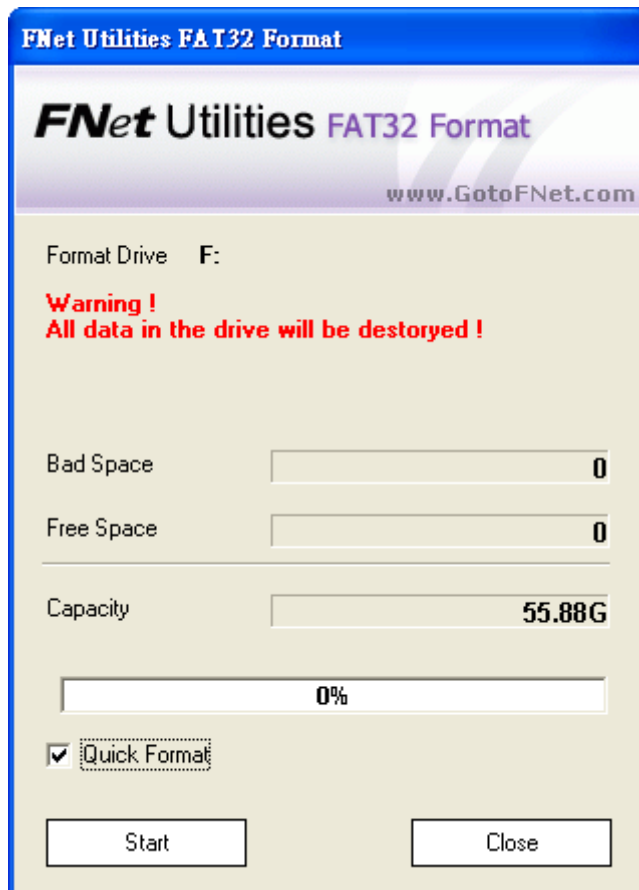 FNet Utilities FAT32 Format
FNet Utilities FAT32 Format
www.GotoFNet.com
Format Drive F:
Warning !
All data in the drive will be destoryed !
Bad Space 0
Free Space 0
Capacity 55.88G
0%
Quick Format
Start Close